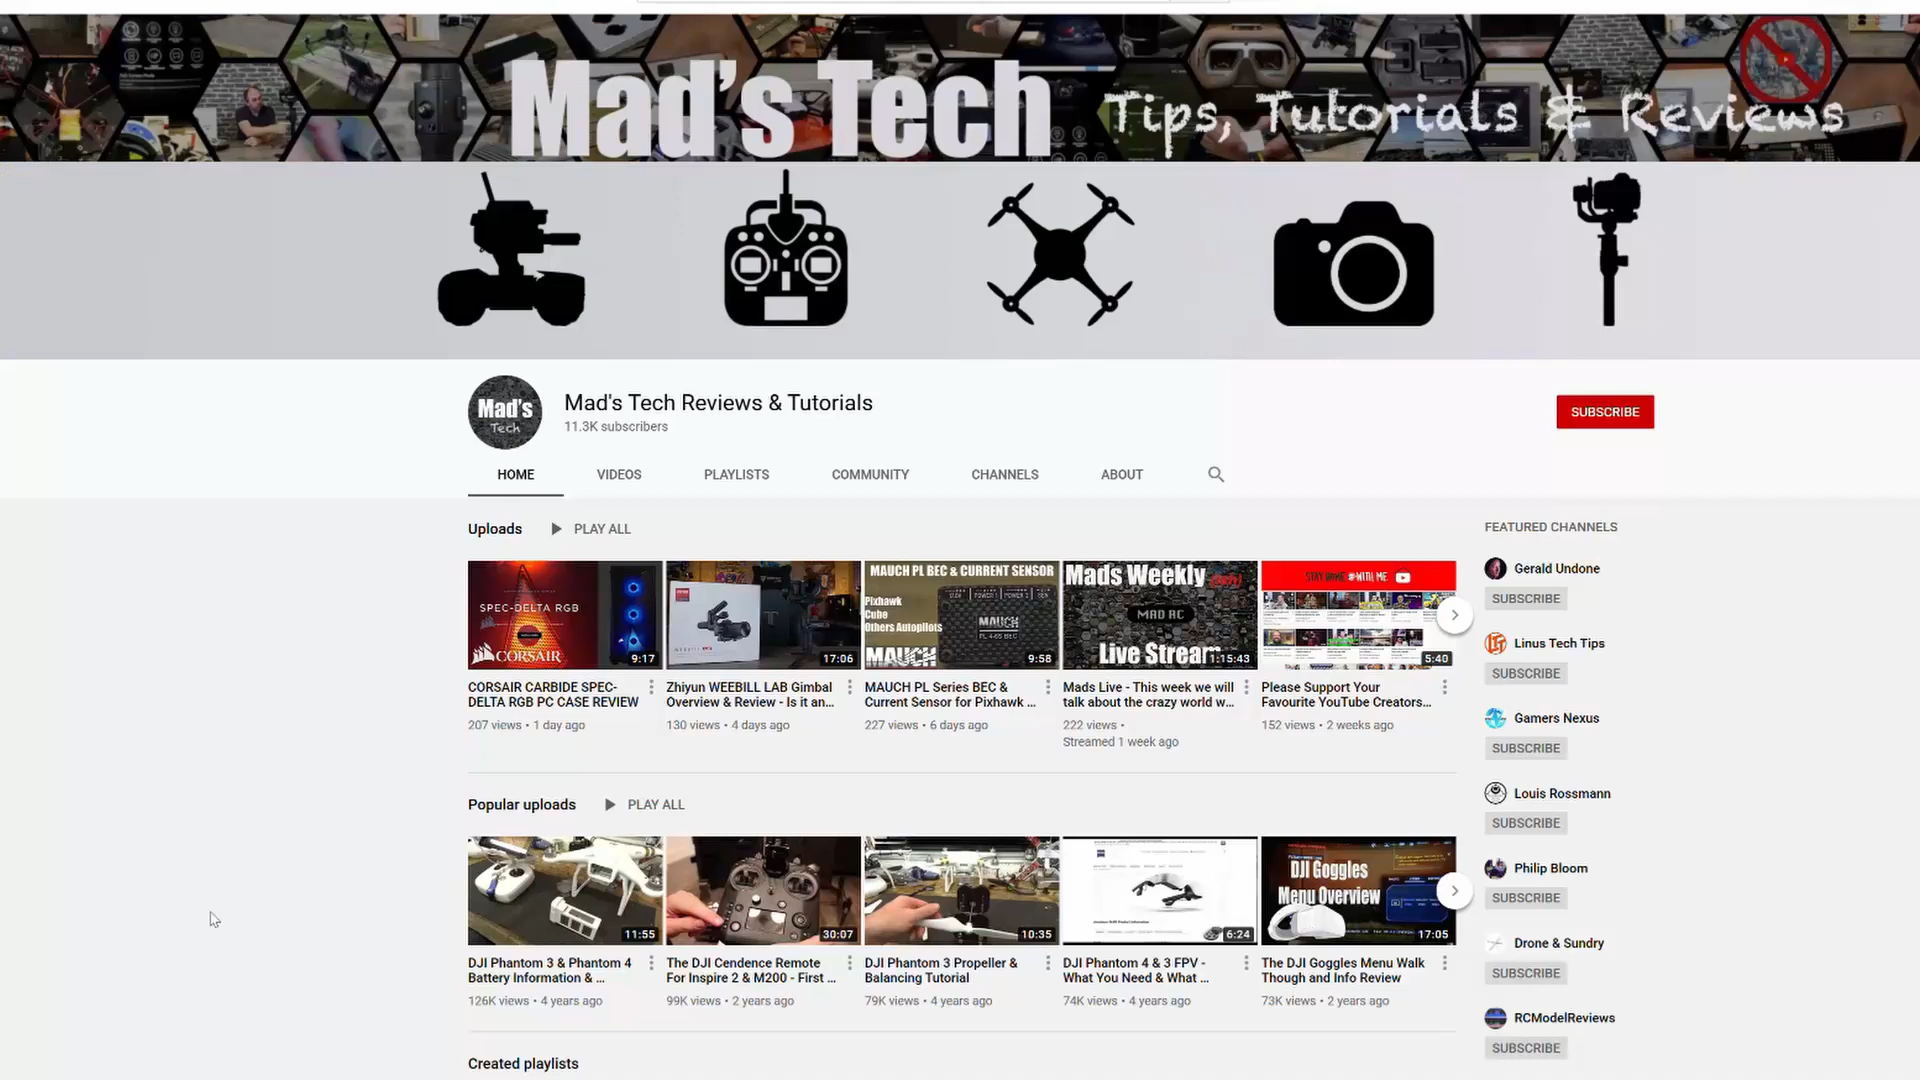 Mad's Tech
Tips, Tutorials & Reviews
Mad's
Tech
Mad's Tech Reviews & Tutorials
11.3K subscribers
SUBSCRIBE
HOME
VIDEOS
PLAYLISTS
COMMUNITY
CHANNELS
ABOUT
Uploads
PLAY ALL
SPEC-DELTA RGB
CORSAIR
9:17
CORSAIR CARBIDE SPEC-
DELTA RGB PC CASE REVIEW
207 views • 1 day ago
17:06
Zhiyun WEEBILL LAB Gimbal
Overview & Review - Is it an...
130 views • 4 days ago
MAUCH PL BEC & CURRENT SENSOR
Pixhawk
Cube
Others Autopilots
MAUCH
PL 4-6S BEC
MAUCH
9:58
MAUCH PL Series BEC &
Current Sensor for Pixhawk ...
227 views • 6 days ago
Mads Weekly
MAD RC
Live Stream
1:15:43
Mads Live - This week we will
talk about the crazy world w...
222 views •
Streamed 1 week ago
STAY HOME #WITH ME
5:40
Please Support Your
Favourite YouTube Creators...
152 views • 2 weeks ago
Popular uploads
PLAY ALL
11:55
DJI Phantom 3 & Phantom 4
Battery Information & ...
126K views • 4 years ago
30:07
The DJI Cendence Remote
For Inspire 2 & M200 - First ...
99K views • 2 years ago
10:35
DJI Phantom 3 Propeller &
Balancing Tutorial
79K views • 4 years ago
6:24
DJI Phantom 4 & 3 FPV -
What You Need & What ...
74K views • 4 years ago
DJI Goggles
Menu Overview
17:05
The DJI Goggles Menu Walk
Though and Info Review
73K views • 2 years ago
Created playlists
FEATURED CHANNELS
Gerald Undone
SUBSCRIBE
Linus Tech Tips
SUBSCRIBE
Gamers Nexus
SUBSCRIBE
Louis Rossmann
SUBSCRIBE
Philip Bloom
SUBSCRIBE
Drone & Sundry
SUBSCRIBE
RCModelReviews
SUBSCRIBE